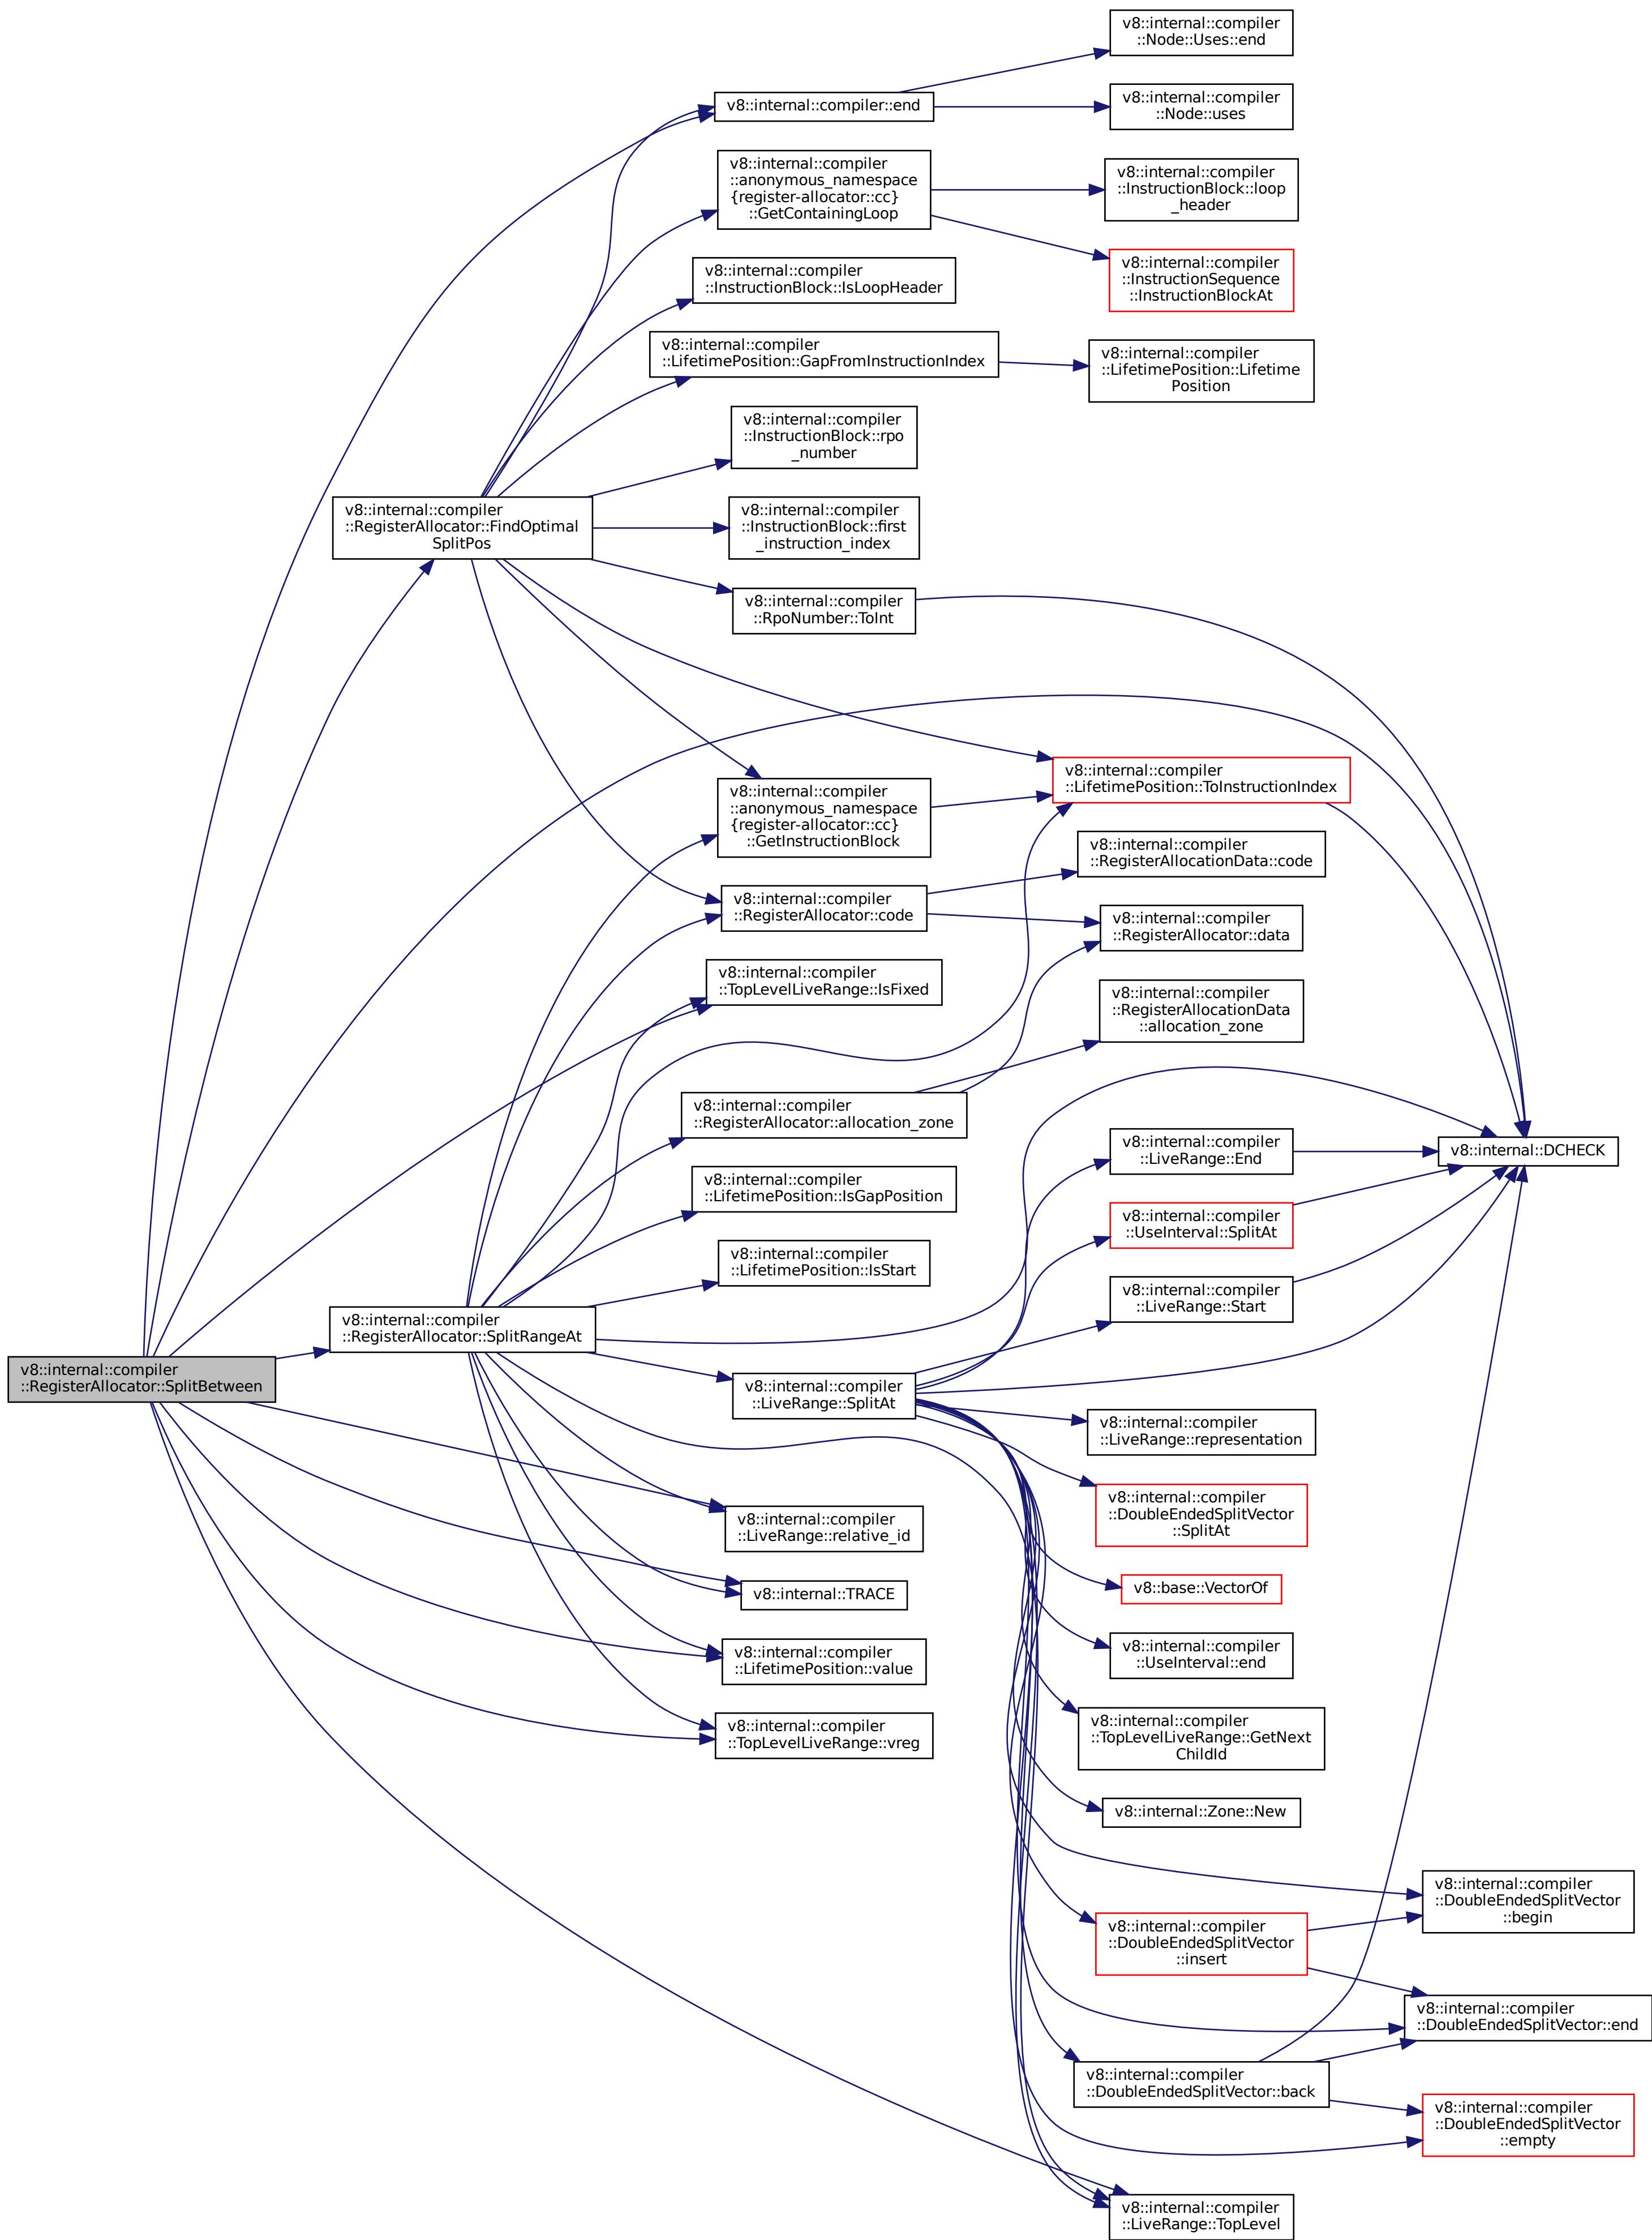 v8::internal::compiler
::Node::Uses::end
v8::internal::compiler::end
v8::internal::compiler
::Node::uses
v8::internal::compiler
::anonymous_namespace
{register-allocator::cc}
::GetContainingLoop
v8::internal::compiler
::InstructionBlock::loop
_header
v8::internal::compiler
::InstructionSequence
::InstructionBlockAt
v8::internal::compiler
::InstructionBlock::IsLoopHeader
v8::internal::compiler
::LifetimePosition::GapFromInstructionIndex
v8::internal::compiler
::LifetimePosition::Lifetime
Position
v8::internal::compiler
::InstructionBlock::rpo
_number
v8::internal::compiler
::RegisterAllocator::FindOptimal
SplitPos
v8::internal::compiler
::InstructionBlock::first
_instruction_index
v8::internal::compiler
::RpoNumber::ToInt
v8::internal::compiler
::LifetimePosition::ToInstructionIndex
v8::internal::compiler
::anonymous_namespace
{register-allocator::cc}
::GetInstructionBlock
v8::internal::compiler
::RegisterAllocationData::code
v8::internal::compiler
::RegisterAllocator::code
v8::internal::compiler
::RegisterAllocator::data
v8::internal::compiler
::TopLevelLiveRange::IsFixed
v8::internal::compiler
::RegisterAllocationData
::allocation_zone
v8::internal::compiler
::RegisterAllocator::allocation_zone
v8::internal::compiler
::LiveRange::End
v8::internal::DCHECK
v8::internal::compiler
::LifetimePosition::IsGapPosition
v8::internal::compiler
::UseInterval::SplitAt
v8::internal::compiler
::LifetimePosition::IsStart
v8::internal::compiler
::LiveRange::Start
v8::internal::compiler
::RegisterAllocator::SplitRangeAt
v8::internal::compiler
::RegisterAllocator::SplitBetween
v8::internal::compiler
::LiveRange::SplitAt
v8::internal::compiler
::LiveRange::representation
v8::internal::compiler
::DoubleEndedSplitVector
::SplitAt
v8::internal::compiler
::LiveRange::relative_id
v8::base::VectorOf
v8::internal::TRACE
v8::internal::compiler
::UseInterval::end
v8::internal::compiler
::LifetimePosition::value
v8::internal::compiler
::TopLevelLiveRange::GetNext
ChildId
v8::internal::compiler
::TopLevelLiveRange::vreg
v8::internal::Zone::New
v8::internal::compiler
::DoubleEndedSplitVector
::begin
v8::internal::compiler
::DoubleEndedSplitVector
::insert
v8::internal::compiler
::DoubleEndedSplitVector::end
v8::internal::compiler
::DoubleEndedSplitVector::back
v8::internal::compiler
::DoubleEndedSplitVector
::empty
v8::internal::compiler
::LiveRange::TopLevel